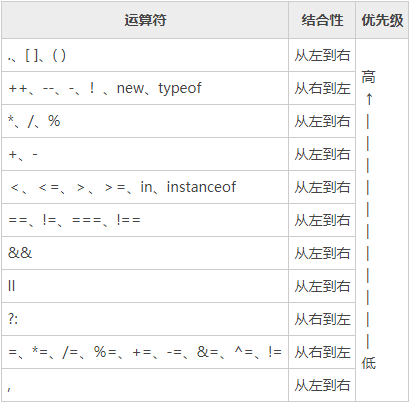 运算符 结合性 优先级
.、[ ]、( ) 从左到右
高
++、--、-、!、new、typeof 从右到左
↑
*、/、% 从左到右
+、- 从左到右
<、<=、>、>=、in、instanceof 从左到右
==、!=、===、!== 从左到右
&& 从左到右
|| 从左到右
?: 从右到左
=、*=、/=、%=、+=、-=、&=、^=、!= 从右到左
低
, 从左到右